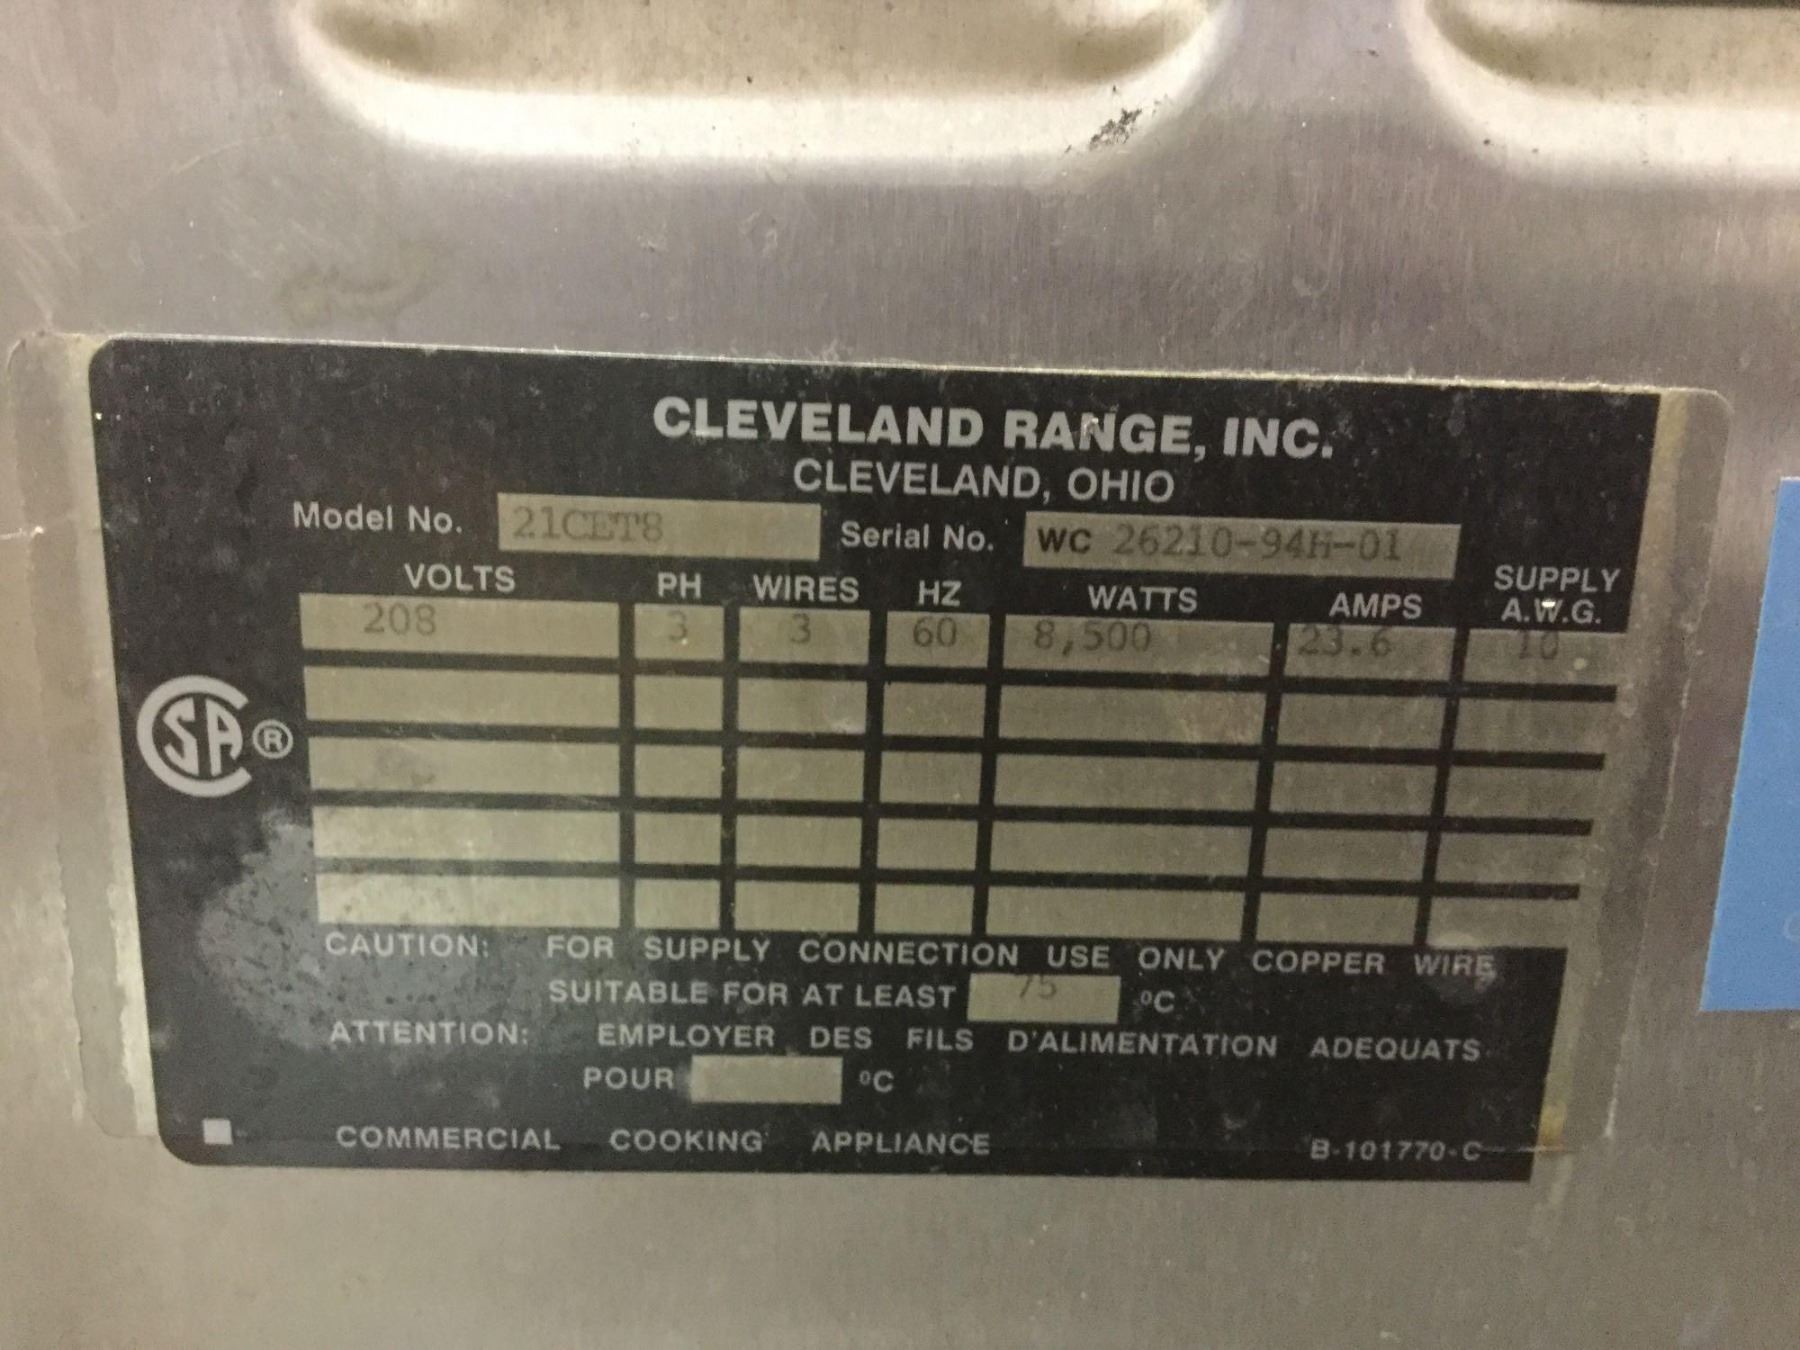 CLEVELAND RANGE, INC.
CLEVELAND, OHIO
Model No. 21CET8 Serial No. WC 26210-94H-01
VOLTS PH WIRES HZ WATTS AMPS SUPPLY A.W.G.
208 3 3 60 8,500 23.6 10
CSA ®
CAUTION: FOR SUPPLY CONNECTION USE ONLY COPPER WIRE
SUITABLE FOR AT LEAST 75 ºC
ATTENTION: EMPLOYER DES FILS D'ALIMENTATION ADEQUATS
POUR ºC
COMMERCIAL COOKING APPLIANCE B-101770-C